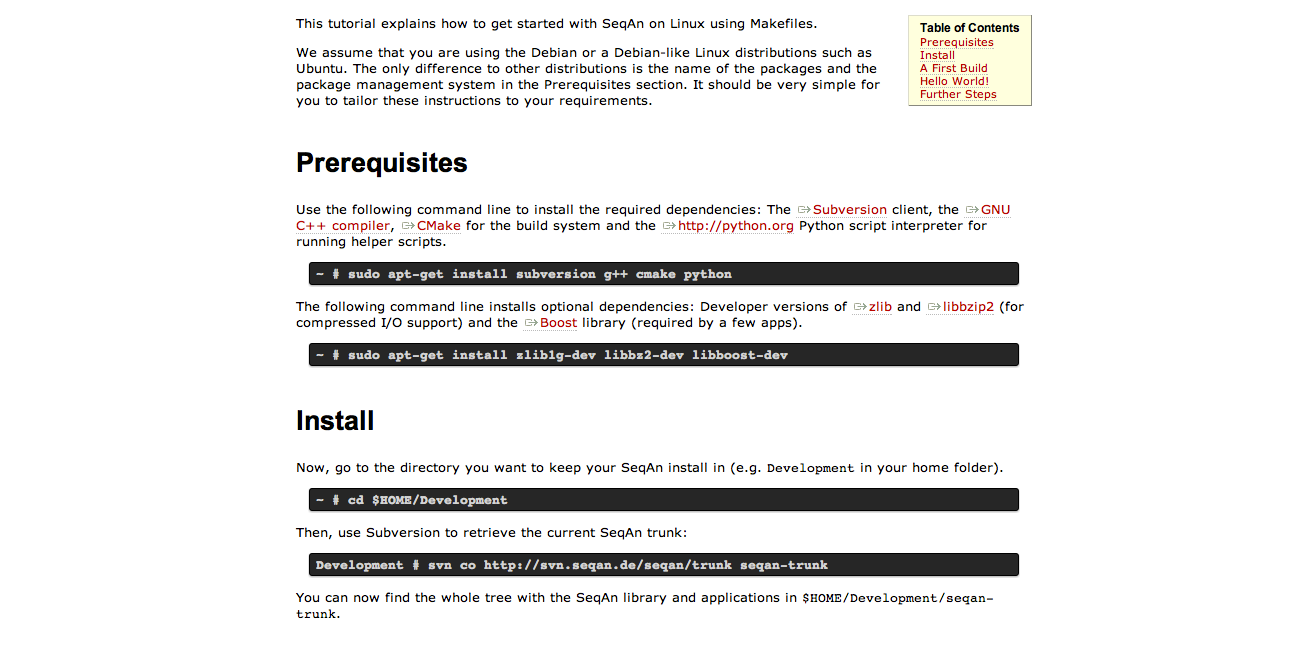 This tutorial explains how to get started with SeqAn on Linux using Makefiles.
We assume that you are using the Debian or a Debian-like Linux distributions such as
Ubuntu. The only difference to other distributions is the name of the packages and the
package management system in the Prerequisites section. It should be very simple for
you to tailor these instructions to your requirements.
Table of Contents
Prerequisites
Install
A First Build
Hello World!
Further Steps
Prerequisites
Use the following command line to install the required dependencies: The Subversion client, the GNU
C++ compiler, CMake for the build system and the http://python.org Python script interpreter for
running helper scripts.
~ # sudo apt-get install subversion g++ cmake python
The following command line installs optional dependencies: Developer versions of zlib and libbzip2 (for
compressed I/O support) and the Boost library (required by a few apps).
~ # sudo apt-get install zlib1g-dev libbz2-dev libboost-dev
Install
Now, go to the directory you want to keep your SeqAn install in (e.g. Development in your home folder).
~ # cd $HOME/Development
Then, use Subversion to retrieve the current SeqAn trunk:
Development # svn co http://svn.seqan.de/seqan/trunk seqan-trunk
You can now find the whole tree with the SeqAn library and applications in $HOME/Development/seqan-
trunk.